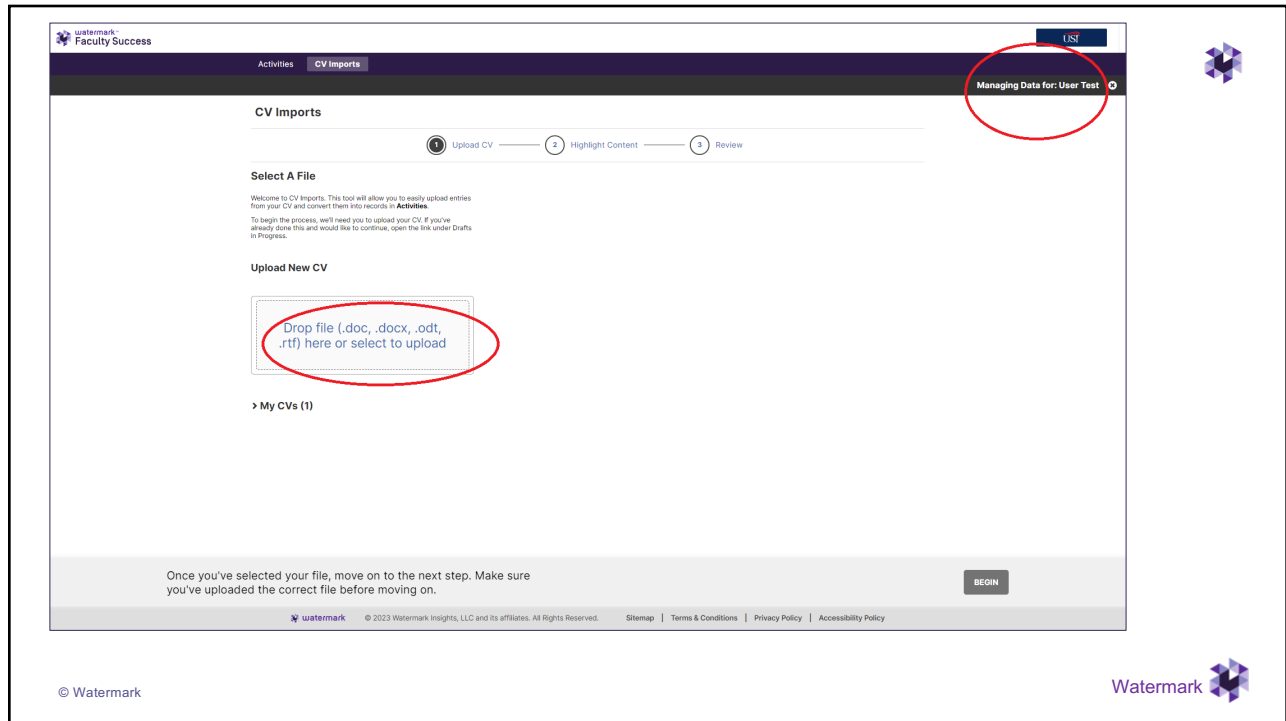 watermark™
Faculty Success
USI
Activities CV Imports
Managing Data for: User Test
CV Imports
1 Upload CV 2 Highlight Content 3 Review
Select A File
Welcome to CV Imports. This tool will allow you to easily upload entries
from your CV and convert them into records in Activities.
To begin the process, we'll need you to upload your CV. If you've
already done this and would like to continue, open the link under Drafts
in Progress.
Upload New CV
Drop file (.doc, .docx, .odt,
.rtf) here or select to upload
> My CVs (1)
Once you've selected your file, move on to the next step. Make sure
you've uploaded the correct file before moving on.
BEGIN
watermark © 2023 Watermark Insights, LLC and its affiliates. All Rights Reserved. Sitemap | Terms & Conditions | Privacy Policy | Accessibility Policy
© Watermark
Watermark